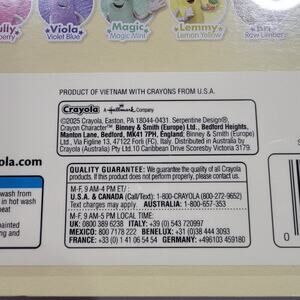 Viola
Violet Blue
Magic
Magic Mint
Lemmy
Lemon Yellow
PRODUCT OF VIETNAM WITH CRAYONS FROM U.S.A.
Crayola
a Hallmark Company
©2025 Crayola, Easton, PA 18044-0431. Serpentine Design®,
Crayon Character™. Binney & Smith (Europe) Ltd., Bedford Heights,
Manton Lane, Bedford, MK41 7PH, England. Binney & Smith (Europe)
Ltd., Via Figline 13, 47122 Forlì (FC), Italy. Distributed in Australia by
Crayola (Australia) Pty Ltd.10 Caribbean Drive Scoresby Victoria 3179.
ola.com
QUALITY GUARANTEE: We guarantee the quality of all Crayola
products. If this product does not perform properly, please contact us.
M-F, 9 AM-4 PM ET/:
U.S.A. & CANADA (Call/Text): 1-800-CRAYOLA (800-272-9652)
Text charges may apply. AUSTRALIA: 1-800-657-353
M-F, 9 AM-5 PM LOCAL TIME:
UK: 0800 389 6238 ITALY: +39 (0) 543 720997
MEXICO: 800 7178 222 BENELUX: +31 (0)38 444 3093
FRANCE: +33 (0) 1 41 06 54 54 GERMANY: +496103 459180
wash from
in hot wash
heat
painted
ing and